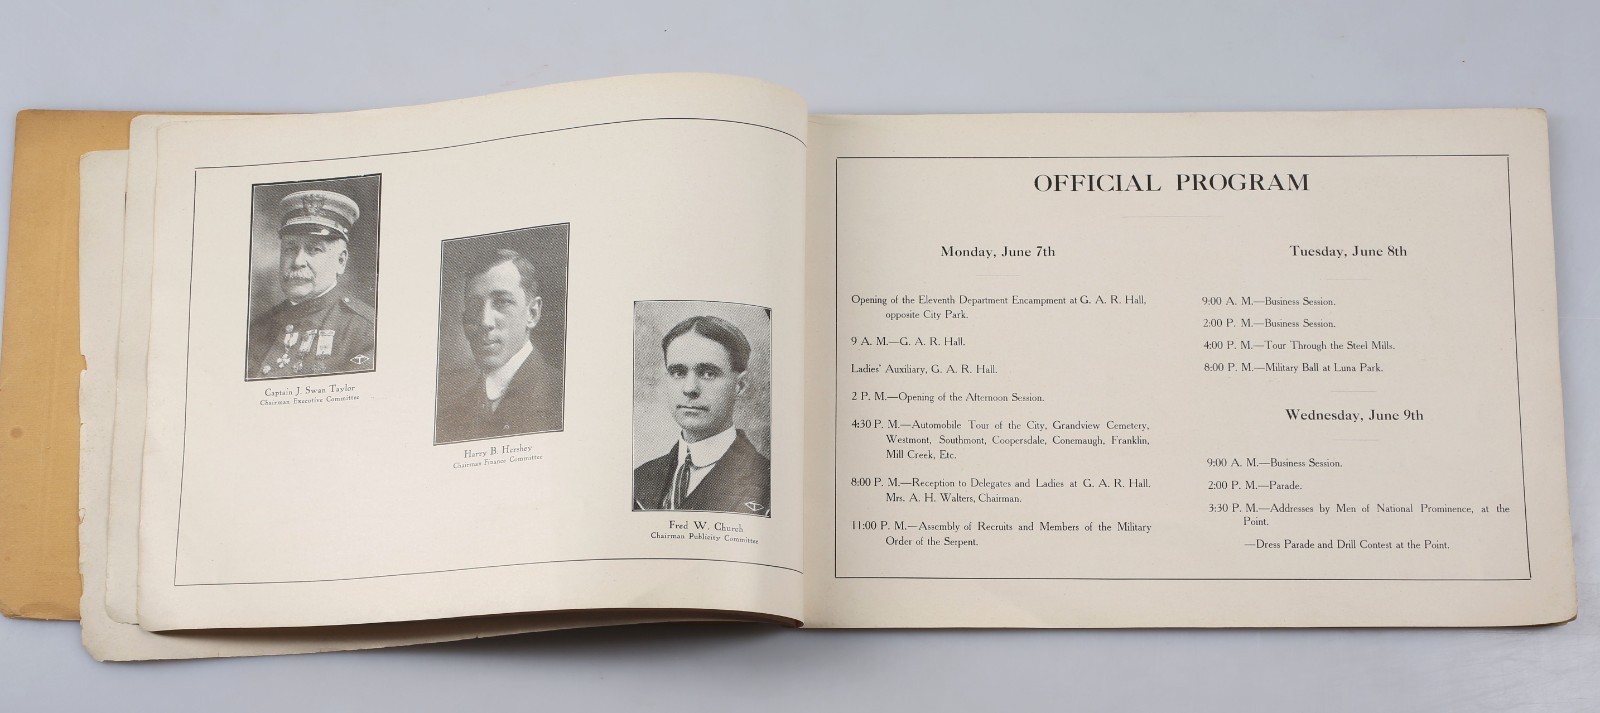 Captain J. Swan Taylor
Chairman Executive Committee
Harry B. Hershey
Chairman Finance Committee
Fred W. Church
Chairman Publicity Committee
OFFICIAL PROGRAM
Monday, June 7th
Opening of the Eleventh Department Encampment at G. A. R. Hall,
opposite City Park.
9 A. M.—G. A. R. Hall.
Ladies' Auxiliary, G. A. R. Hall.
2 P. M.—Opening of the Afternoon Session.
4:30 P. M.—Automobile Tour of the City, Grandview Cemetery,
Westmont, Southmont, Coopersdale, Conemaugh, Franklin,
Mill Creek, Etc.
8:00 P. M.—Reception to Delegates and Ladies at G. A. R. Hall.
Mrs. A. H. Walters, Chairman.
11:00 P. M.—Assembly of Recruits and Members of the Military
Order of the Serpent.
Tuesday, June 8th
9:00 A. M.—Business Session.
2:00 P. M.—Business Session.
4:00 P. M.—Tour Through the Steel Mills.
8:00 P. M.—Military Ball at Luna Park.
Wednesday, June 9th
9:00 A. M.—Business Session.
2:00 P. M.—Parade.
3:30 P. M.—Addresses by Men of National Prominence, at the
Point.
—Dress Parade and Drill Contest at the Point.